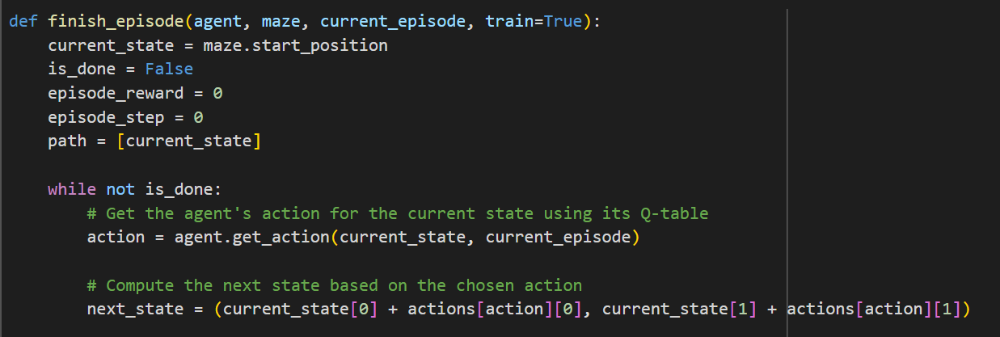 def finish_episode(agent, maze, current_episode, train=True):
    current_state = maze.start_position
    is_done = False
    episode_reward = 0
    episode_step = 0
    path = [current_state]

    while not is_done:
        # Get the agent's action for the current state using its Q-table
        action = agent.get_action(current_state, current_episode)

        # Compute the next state based on the chosen action
        next_state = (current_state[0] + actions[action][0], current_state[1] + actions[action][1])